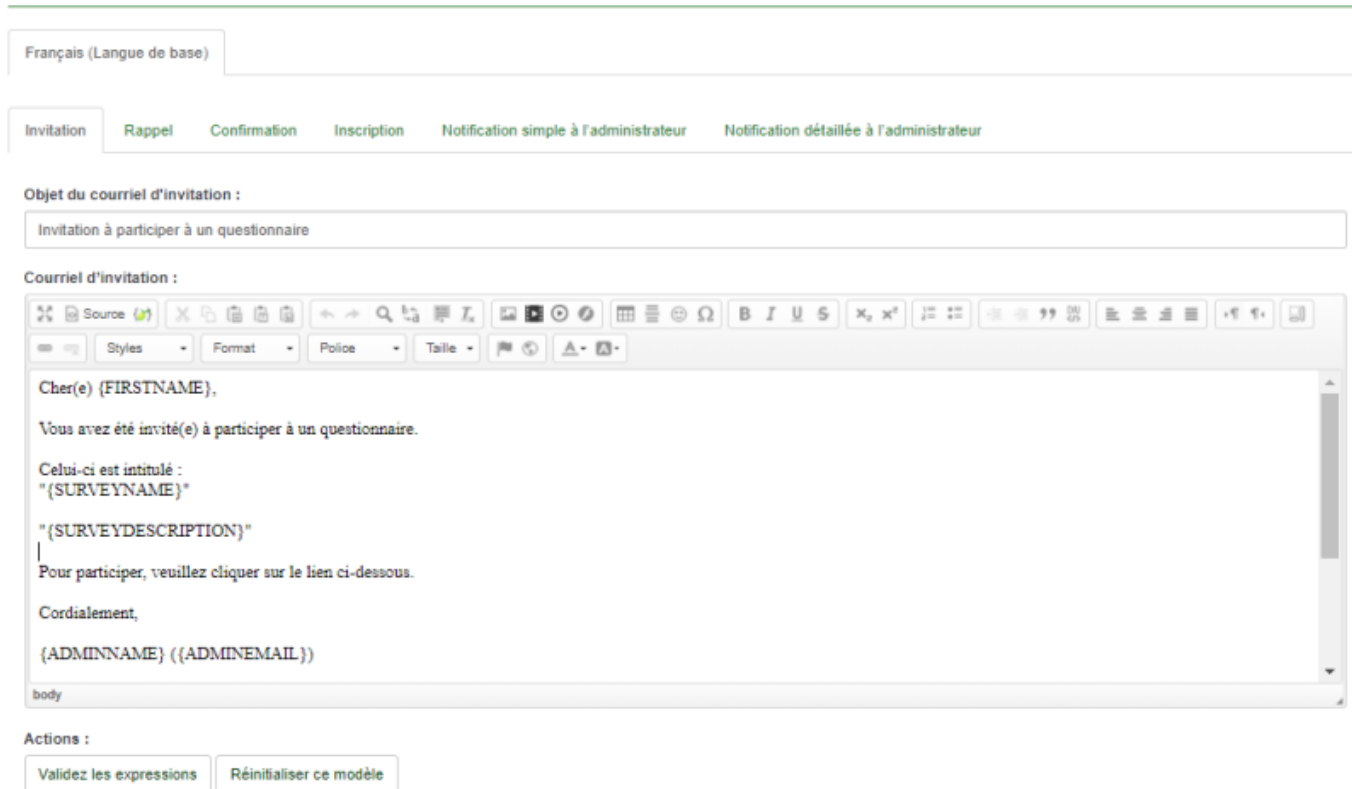 Français (Langue de base)
Invitation Rappel Confirmation Inscription Notification simple à l'administrateur Notification détaillée à l'administrateur
Objet du courriel d'invitation :
Invitation à participer à un questionnaire
Courriel d'invitation :
Source
Styles Format Police Taille
Cher(e) {FIRSTNAME},
Vous avez été invité(e) à participer à un questionnaire.
Celui-ci est intitulé :
"{SURVEYNAME}"
"{SURVEYDESCRIPTION}"
Pour participer, veuillez cliquer sur le lien ci-dessous.
Cordialement,
{ADMINNAME} ({ADMINEMAIL})
body
Actions :
Validez les expressions Réinitialiser ce modèle